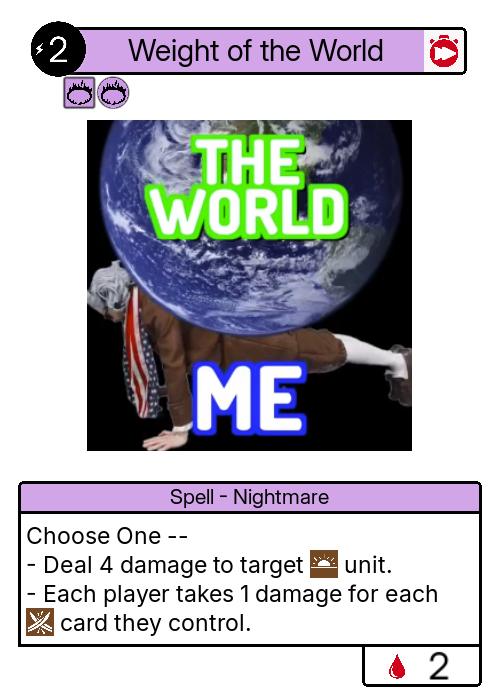 2
Weight of the World
THE
WORLD
ME
Spell - Nightmare
Choose One --
- Deal 4 damage to target unit.
- Each player takes 1 damage for each
card they control.
2